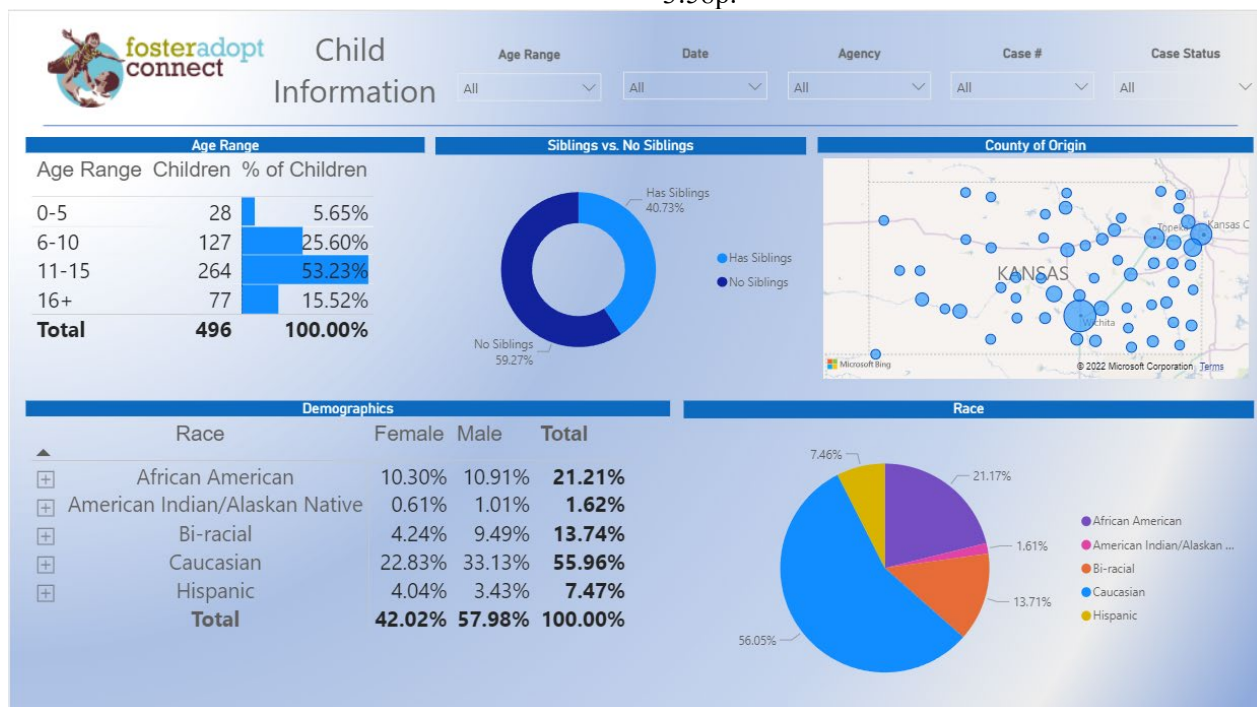 5:58p.
fosteradopt
connect
Child
Information
Age Range
Date
Agency
Case #
Case Status
All
All
All
All
All
Age Range
Age Range Children % of Children
0-5 28 5.65%
6-10 127 25.60%
11-15 264 53.23%
16+ 77 15.52%
Total 496 100.00%
Siblings vs. No Siblings
Has Siblings
40.73%
No Siblings
59.27%
Has Siblings
No Siblings
County of Origin
Topeka
Kansas C
KANSAS
Wichita
Microsoft Bing
© 2022 Microsoft Corporation Terms
Demographics
Race Female Male Total
African American 10.30% 10.91% 21.21%
American Indian/Alaskan Native 0.61% 1.01% 1.62%
Bi-racial 4.24% 9.49% 13.74%
Caucasian 22.83% 33.13% 55.96%
Hispanic 4.04% 3.43% 7.47%
Total 42.02% 57.98% 100.00%
Race
7.46%
21.17%
1.61%
13.71%
56.05%
African American
American Indian/Alaskan ...
Bi-racial
Caucasian
Hispanic